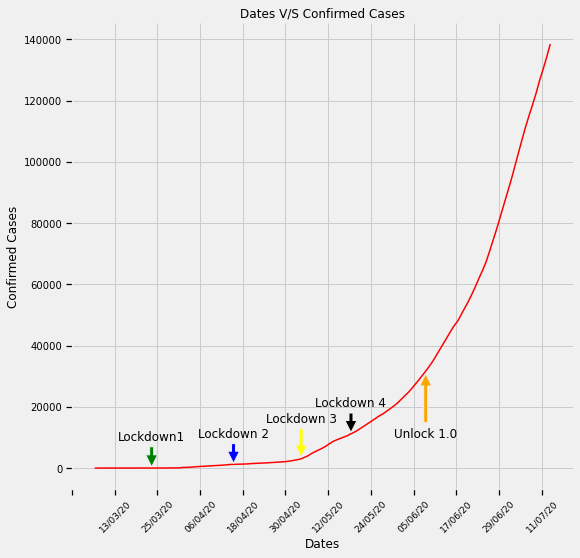 Dates V/S Confirmed Cases
140000
120000
100000
80000
60000
40000
20000
0
Confirmed Cases
Lockdown 4
Lockdown 3
Lockdown1
Lockdown 2
Unlock 1.0
13/03/20
25/03/20
06/04/20
18/04/20
30/04/20
12/05/20
24/05/20
05/06/20
17/06/20
29/06/20
11/07/20
Dates